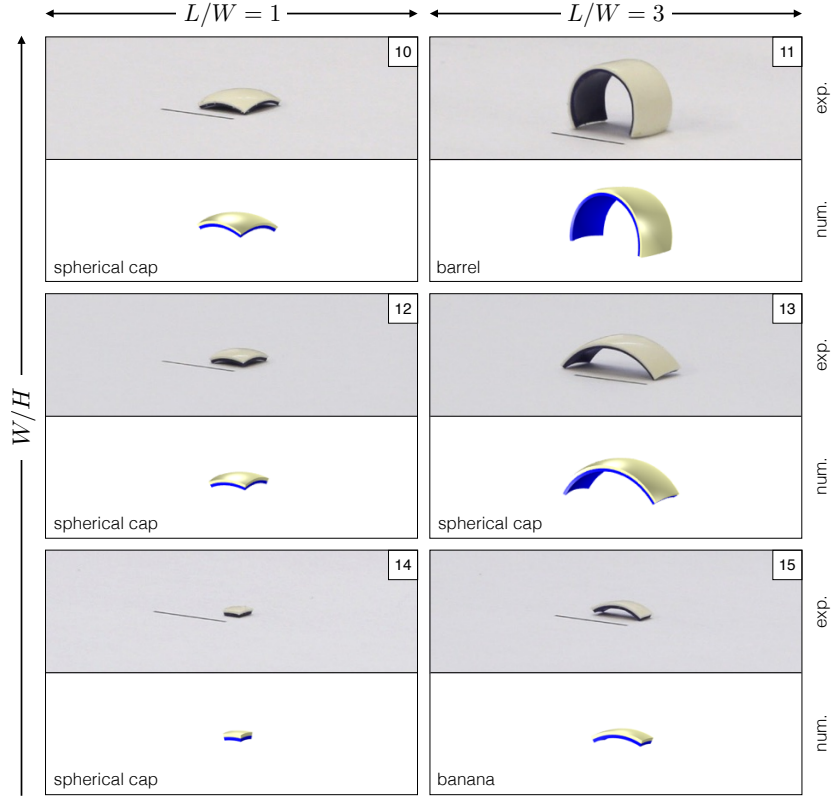 L/W = 1
L/W = 3
10
11
exp.
num.
spherical cap
barrel
12
13
exp.
W/H
num.
spherical cap
spherical cap
14
15
exp.
num.
spherical cap
banana